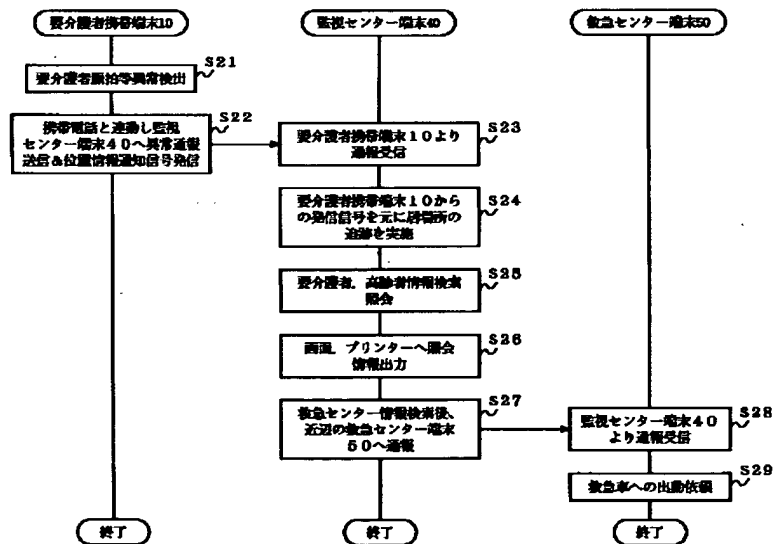 要介護者携帯端末10
監視センター端末40
救急センター端末50
S21
要介護者脈拍等異常検出
S22
携帯電話と連動し監視
センター端末40へ異常通報
送信&位置情報通知信号発信
S23
要介護者携帯端末10より
通報受信
S24
要介護者携帯端末10から
の発信信号を元に居場所の
追跡を実施
S25
要介護者、高齢者情報検索
照会
S26
画面、プリンターへ照会
情報出力
S27
救急センター情報検索後、
近辺の救急センター端末
50へ通報
S28
監視センター端末40
より通報受信
S29
救急車への出動依頼
終了
終了
終了